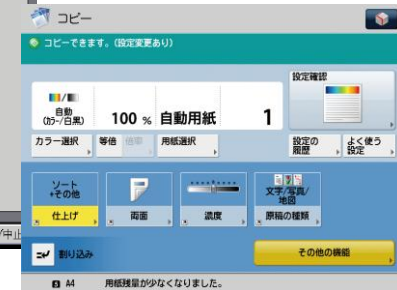 コピー
コピーできます。(設定変更あり)
設定確認
自動
(カラー/白黒)
100 %
自動用紙
1
カラー選択
等倍
倍率
用紙選択
設定の
履歴
よく使う
設定
ソート
+その他
文字/写真/
地図
仕上げ
両面
濃度
原稿の種類
/中止
割り込み
その他の機能
A4
用紙残量が少なくなりました。